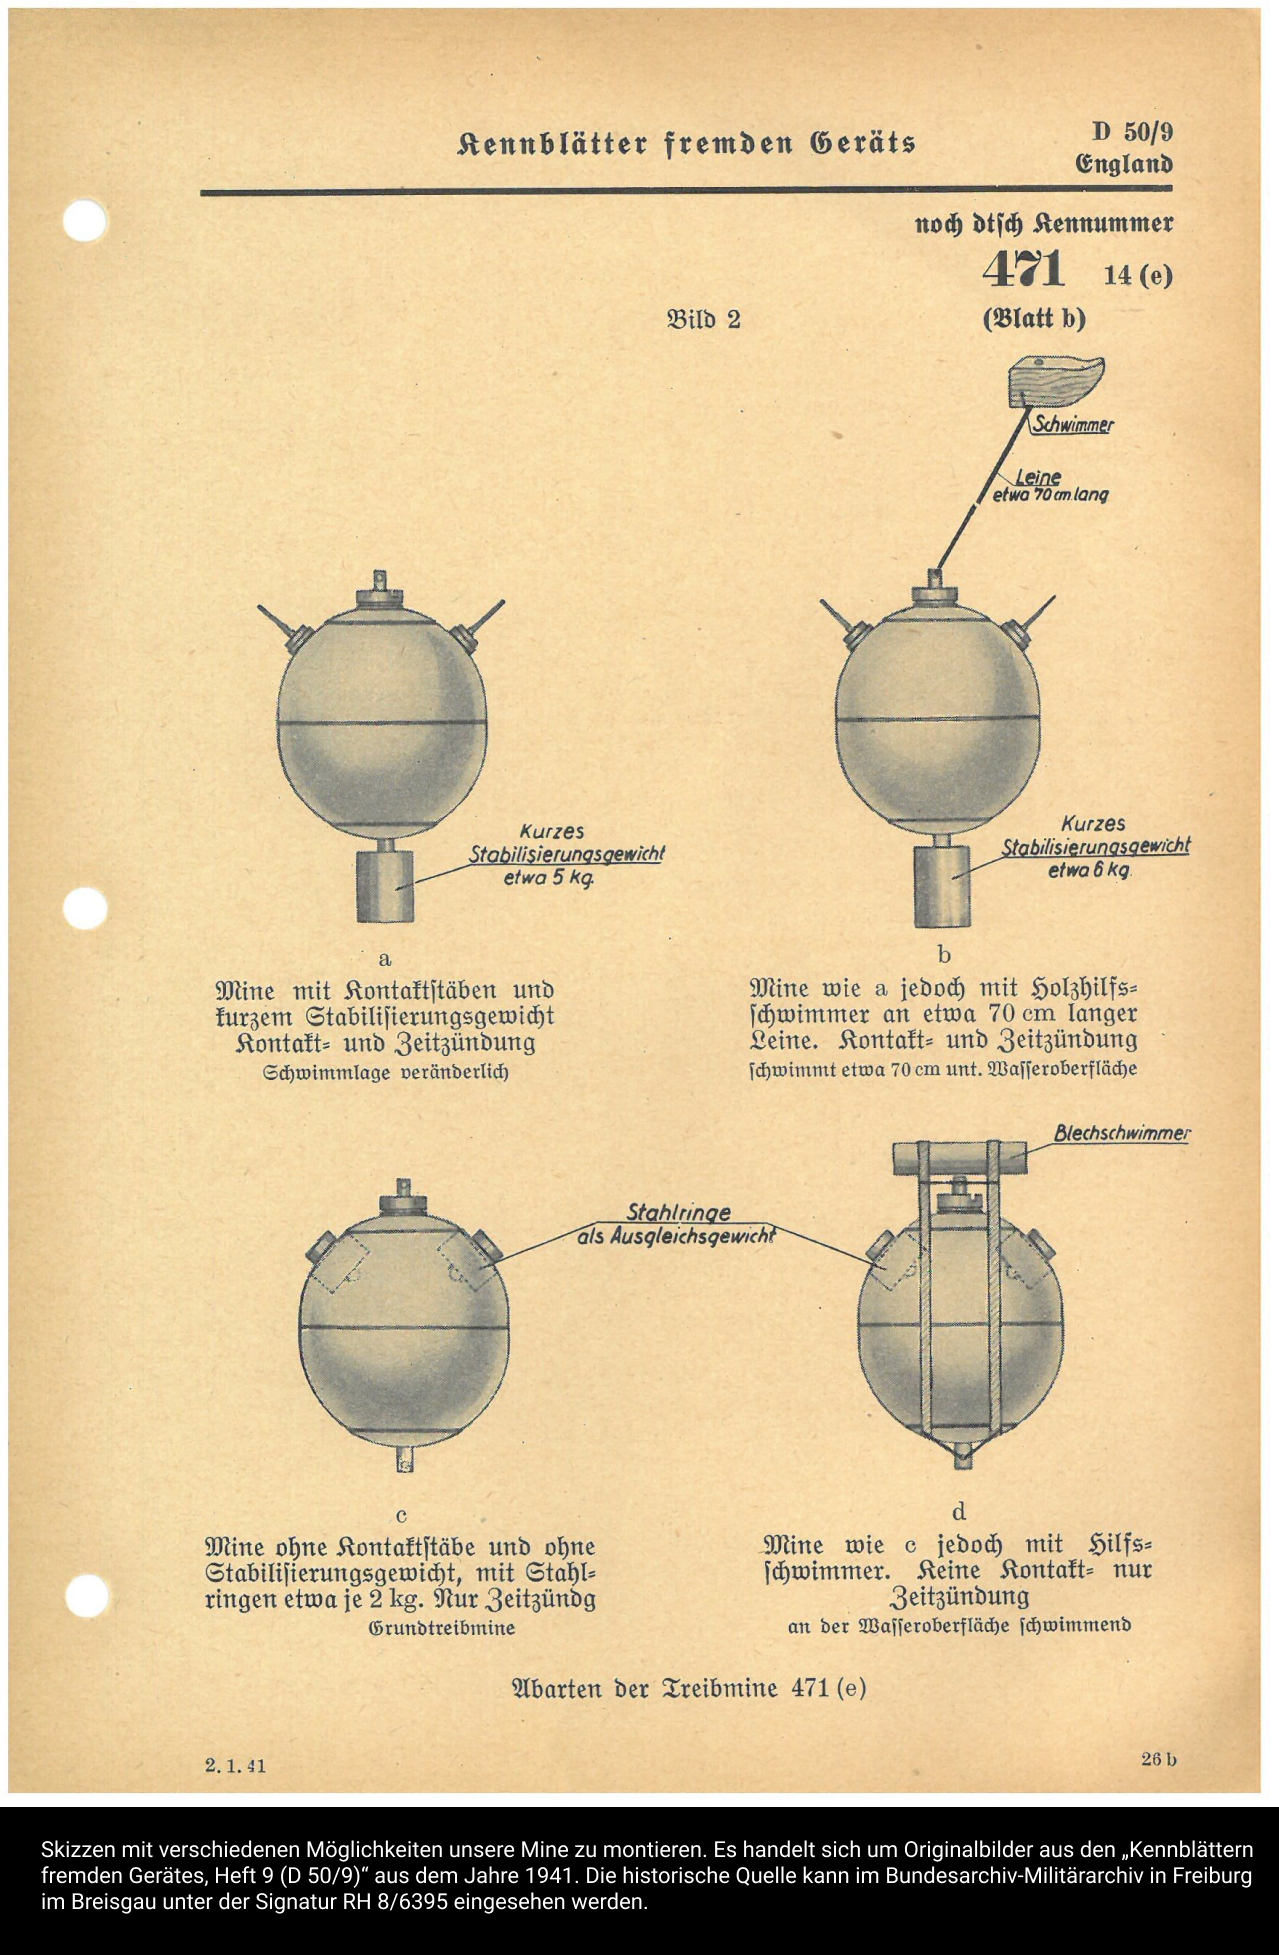 Kennblätter fremden Geräts
D 50/9
England
noch dtsch Kennummer
471 14 (e)
Bild 2
(Blatt b)
Schwimmer
Leine
etwa 70 cm. lang
Kurzes
Stabilisierungsgewicht
etwa 5 kg.
Kurzes
Stabilisierungsgewicht
etwa 6 kg.
a
Mine mit Kontaktstäben und
kurzem Stabilisierungsgewicht
Kontakt- und Zeitzündung
Schwimmlage veränderlich
b
Mine wie a jedoch mit Holzhilfs-
schwimmer an etwa 70 cm langer
Leine. Kontakt- und Zeitzündung
schwimmt etwa 70 cm unt. Wasseroberfläche
Blechschwimmer
Stahlringe
als Ausgleichsgewicht
c
Mine ohne Kontaktstäbe und ohne
Stabilisierungsgewicht, mit Stahl-
ringen etwa je 2 kg. Nur Zeitzündg
Grundtreibmine
d
Mine wie c jedoch mit Hilfs-
schwimmer. Keine Kontakt- nur
Zeitzündung
an der Wasseroberfläche schwimmend
Abarten der Treibmine 471 (e)
2. 1. 41
26 b
Skizzen mit verschiedenen Möglichkeiten unsere Mine zu montieren. Es handelt sich um Originalbilder aus den „Kennblättern
fremden Gerätes, Heft 9 (D 50/9)“ aus dem Jahre 1941. Die historische Quelle kann im Bundesarchiv-Militärarchiv in Freiburg
im Breisgau unter der Signatur RH 8/6395 eingesehen werden.